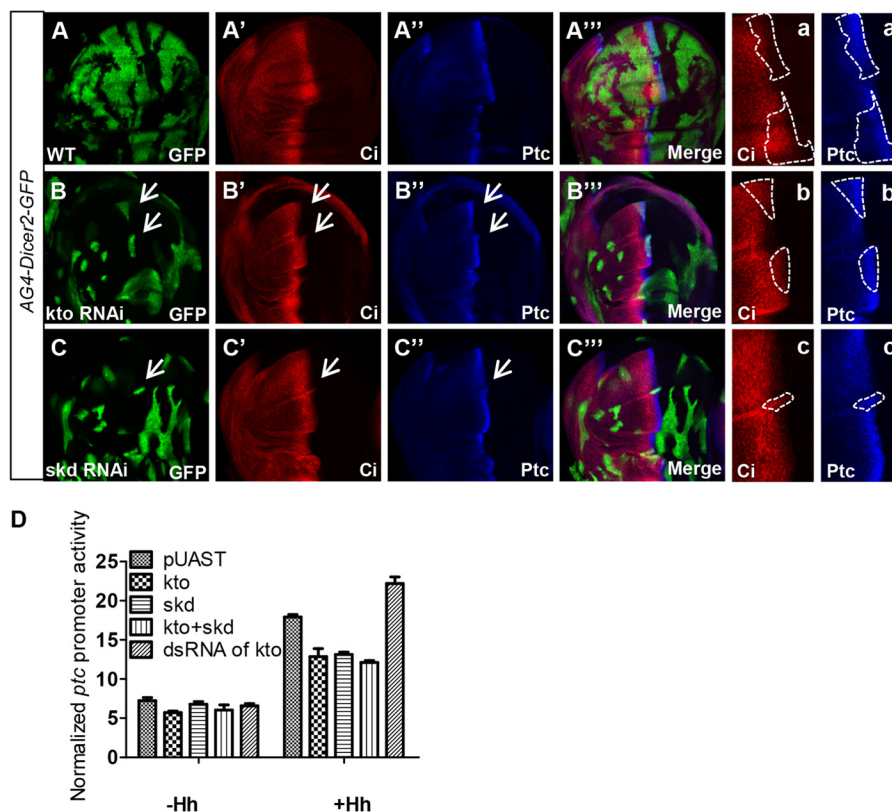 A A' A'' A''' a a
WT GFP Ci Ptc Merge Ci Ptc
B B' B'' B''' b b
kto RNAi GFP Ci Ptc Merge Ci Ptc
C C' C'' C''' c c
skd RNAi GFP Ci Ptc Merge Ci Ptc
AG4-Dicer2-GFP
D
Normalized ptc promoter activity
25
20
15
10
5
0
pUAST
kto
skd
kto+skd
dsRNA of kto
-Hh +Hh